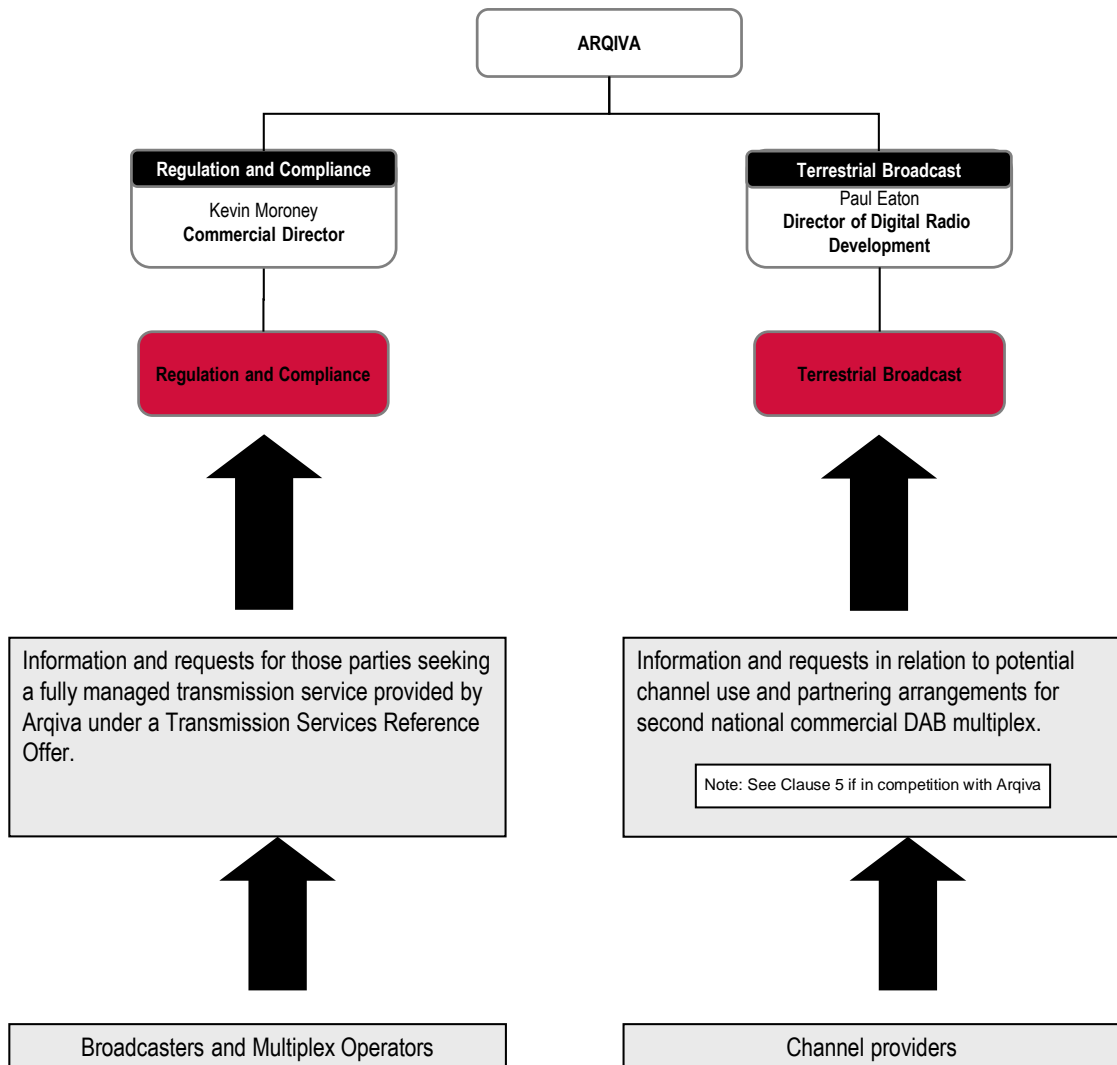 ARQIVA
Regulation and Compliance
Kevin Moroney
Commercial Director
Terrestrial Broadcast
Paul Eaton
Director of Digital Radio
Development
Regulation and Compliance
Terrestrial Broadcast
Information and requests for those parties seeking
a fully managed transmission service provided by
Arqiva under a Transmission Services Reference
Offer.
Information and requests in relation to potential
channel use and partnering arrangements for
second national commercial DAB multiplex.
Note: See Clause 5 if in competition with Arqiva
Broadcasters and Multiplex Operators
Channel providers